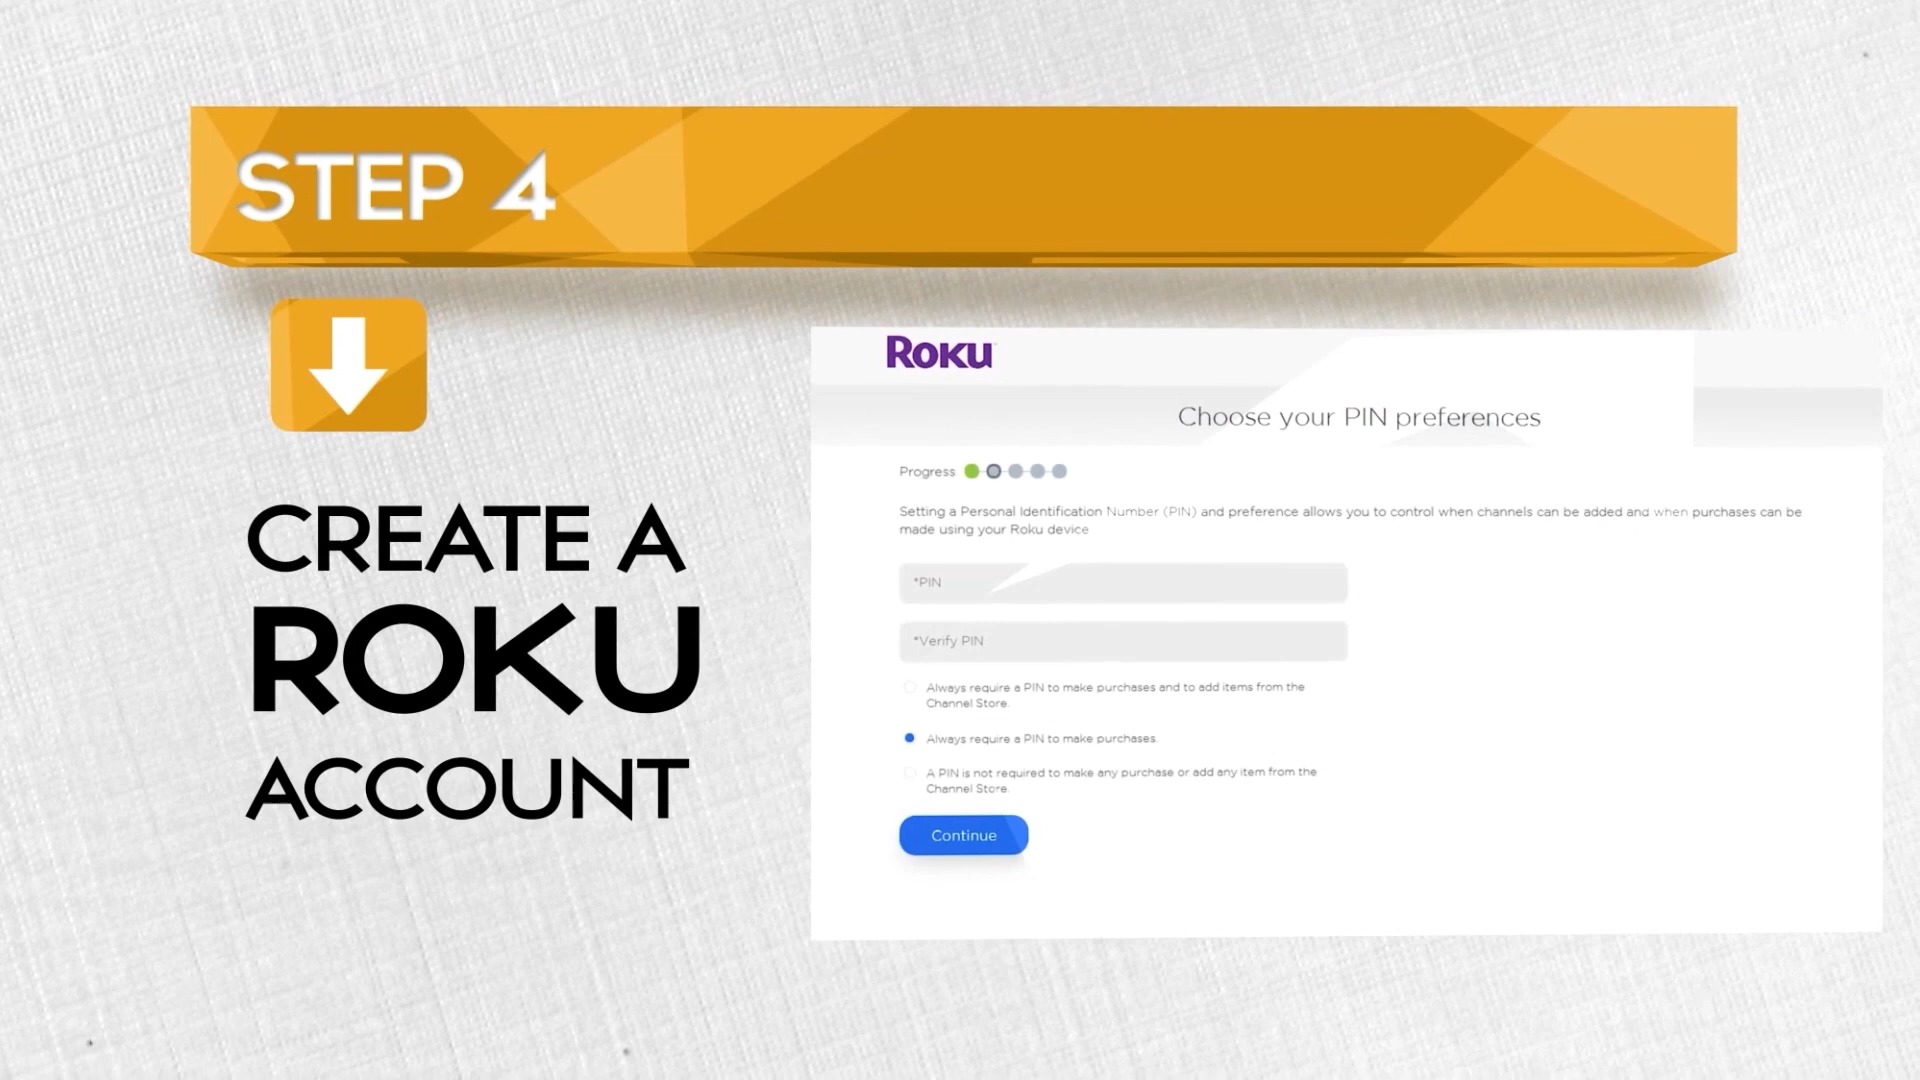 STEP 4
CREATE A
ROKU
ACCOUNT
ROKU
Choose your PIN preferences
Progress
Setting a Personal Identification Number (PIN) and preference allows you to control when channels can be added and when purchases can be
made using your Roku device
*PIN
*Verify PIN
Always require a PIN to make purchases and to add items from the
Channel Store.
Always require a PIN to make purchases.
A PIN is not required to make any purchase or add any item from the
Channel Store.
Continue